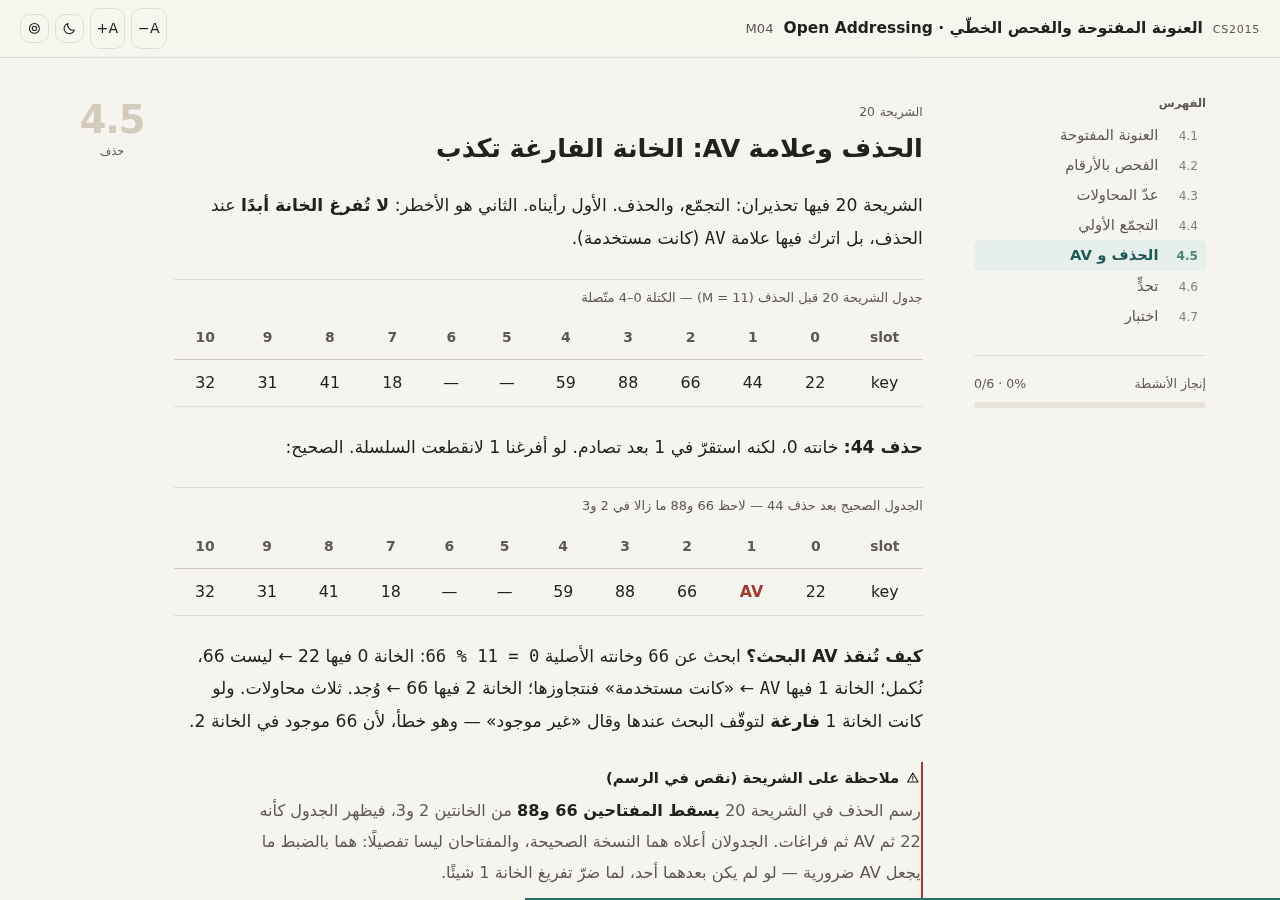 CS2015 العنونة المفتوحة والفحص الخطّي · Open Addressing M04
A− A+
الفهرس
4.1 العنونة المفتوحة
4.2 الفحص بالأرقام
4.3 عدّ المحاولات
4.4 التجمّع الأولي
4.5 الحذف و AV
4.6 تحدٍّ
4.7 اختبار
إنجاز الأنشطة 0/6 · 0%
الشريحة 20
الحذف وعلامة AV: الخانة الفارغة تكذب
4.5
حذف
الشريحة 20 فيها تحذيران: التجمّع، والحذف. الأول رأيناه. الثاني هو الأخطر: لا تُفرغ الخانة أبدًا عند
الحذف، بل اترك فيها علامة AV (كانت مستخدمة).
جدول الشريحة 20 قبل الحذف (M = 11) — الكتلة 0–4 متّصلة
slot 0 1 2 3 4 5 6 7 8 9 10
key 22 44 66 88 59 — — 18 41 31 32
حذف 44: خانته 0، لكنه استقرّ في 1 بعد تصادم. لو أفرغنا 1 لانقطعت السلسلة. الصحيح:
الجدول الصحيح بعد حذف 44 — لاحظ 66 و88 ما زالا في 2 و3
slot 0 1 2 3 4 5 6 7 8 9 10
key 22 AV 66 88 59 — — 18 41 31 32
كيف تُنقذ AV البحث؟ ابحث عن 66 وخانته الأصلية 66 % 11 = 0: الخانة 0 فيها 22 ← ليست 66،
نُكمل؛ الخانة 1 فيها AV ← «كانت مستخدمة» فنتجاوزها؛ الخانة 2 فيها 66 ← وُجد. ثلاث محاولات. ولو
كانت الخانة 1 فارغة لتوقّف البحث عندها وقال «غير موجود» — وهو خطأ، لأن 66 موجود في الخانة 2.
⚠ ملاحظة على الشريحة (نقص في الرسم)
رسم الحذف في الشريحة 20 يسقط المفتاحين 66 و88 من الخانتين 2 و3، فيظهر الجدول كأنه
22 ثم AV ثم فراغات. الجدولان أعلاه هما النسخة الصحيحة، والمفتاحان ليسا تفصيلًا: هما بالضبط ما
يجعل AV ضرورية — لو لم يكن بعدهما أحد، لما ضرّ تفريغ الخانة 1 شيئًا.